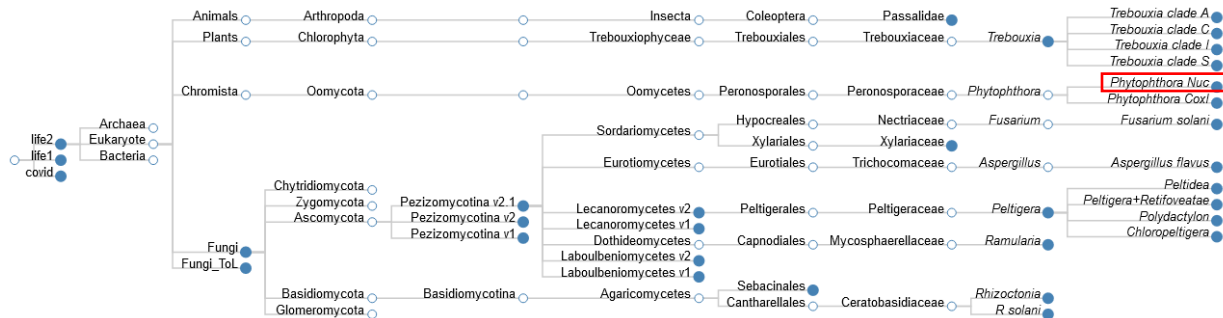 Animals Arthropoda Insecta Coleoptera Passalidae
Trebouxia clade A
Plants Chlorophyta Trebouxiophyceae Trebouxiales Trebouxiaceae Trebouxia
Trebouxia clade C
Trebouxia clade I
Trebouxia clade S
Phytophthora Nuc
Chromista Oomycota Oomycetes Peronosporales Peronosporaceae Phytophthora
Phytophthora CoxI
Archaea
Hypocreales Nectriaceae Fusarium Fusarium solani
Sordariomycetes
life2 Eukaryote
Xylariales Xylariaceae
life1 Bacteria
Eurotiomycetes Eurotiales Trichocomaceae Aspergillus Aspergillus flavus
covid
Chytridiomycota
Peltidea
Zygomycota Pezizomycotina v2.1
Peltigera+Retifoveatae
Lecanoromycetes v2 Peltigerales Peltigeraceae Peltigera
Ascomycota Pezizomycotina v2
Polydactylon
Lecanoromycetes v1
Pezizomycotina v1
Chloropeltigera
Dothideomycetes Capnodiales Mycosphaerellaceae Ramularia
Fungi
Laboulbeniomycetes v2
Fungi_ToL
Laboulbeniomycetes v1
Sebacinales
Basidiomycota Basidiomycotina Agaricomycetes
Rhizoctonia
Cantharellales Ceratobasidiaceae
Glomeromycota
R solani